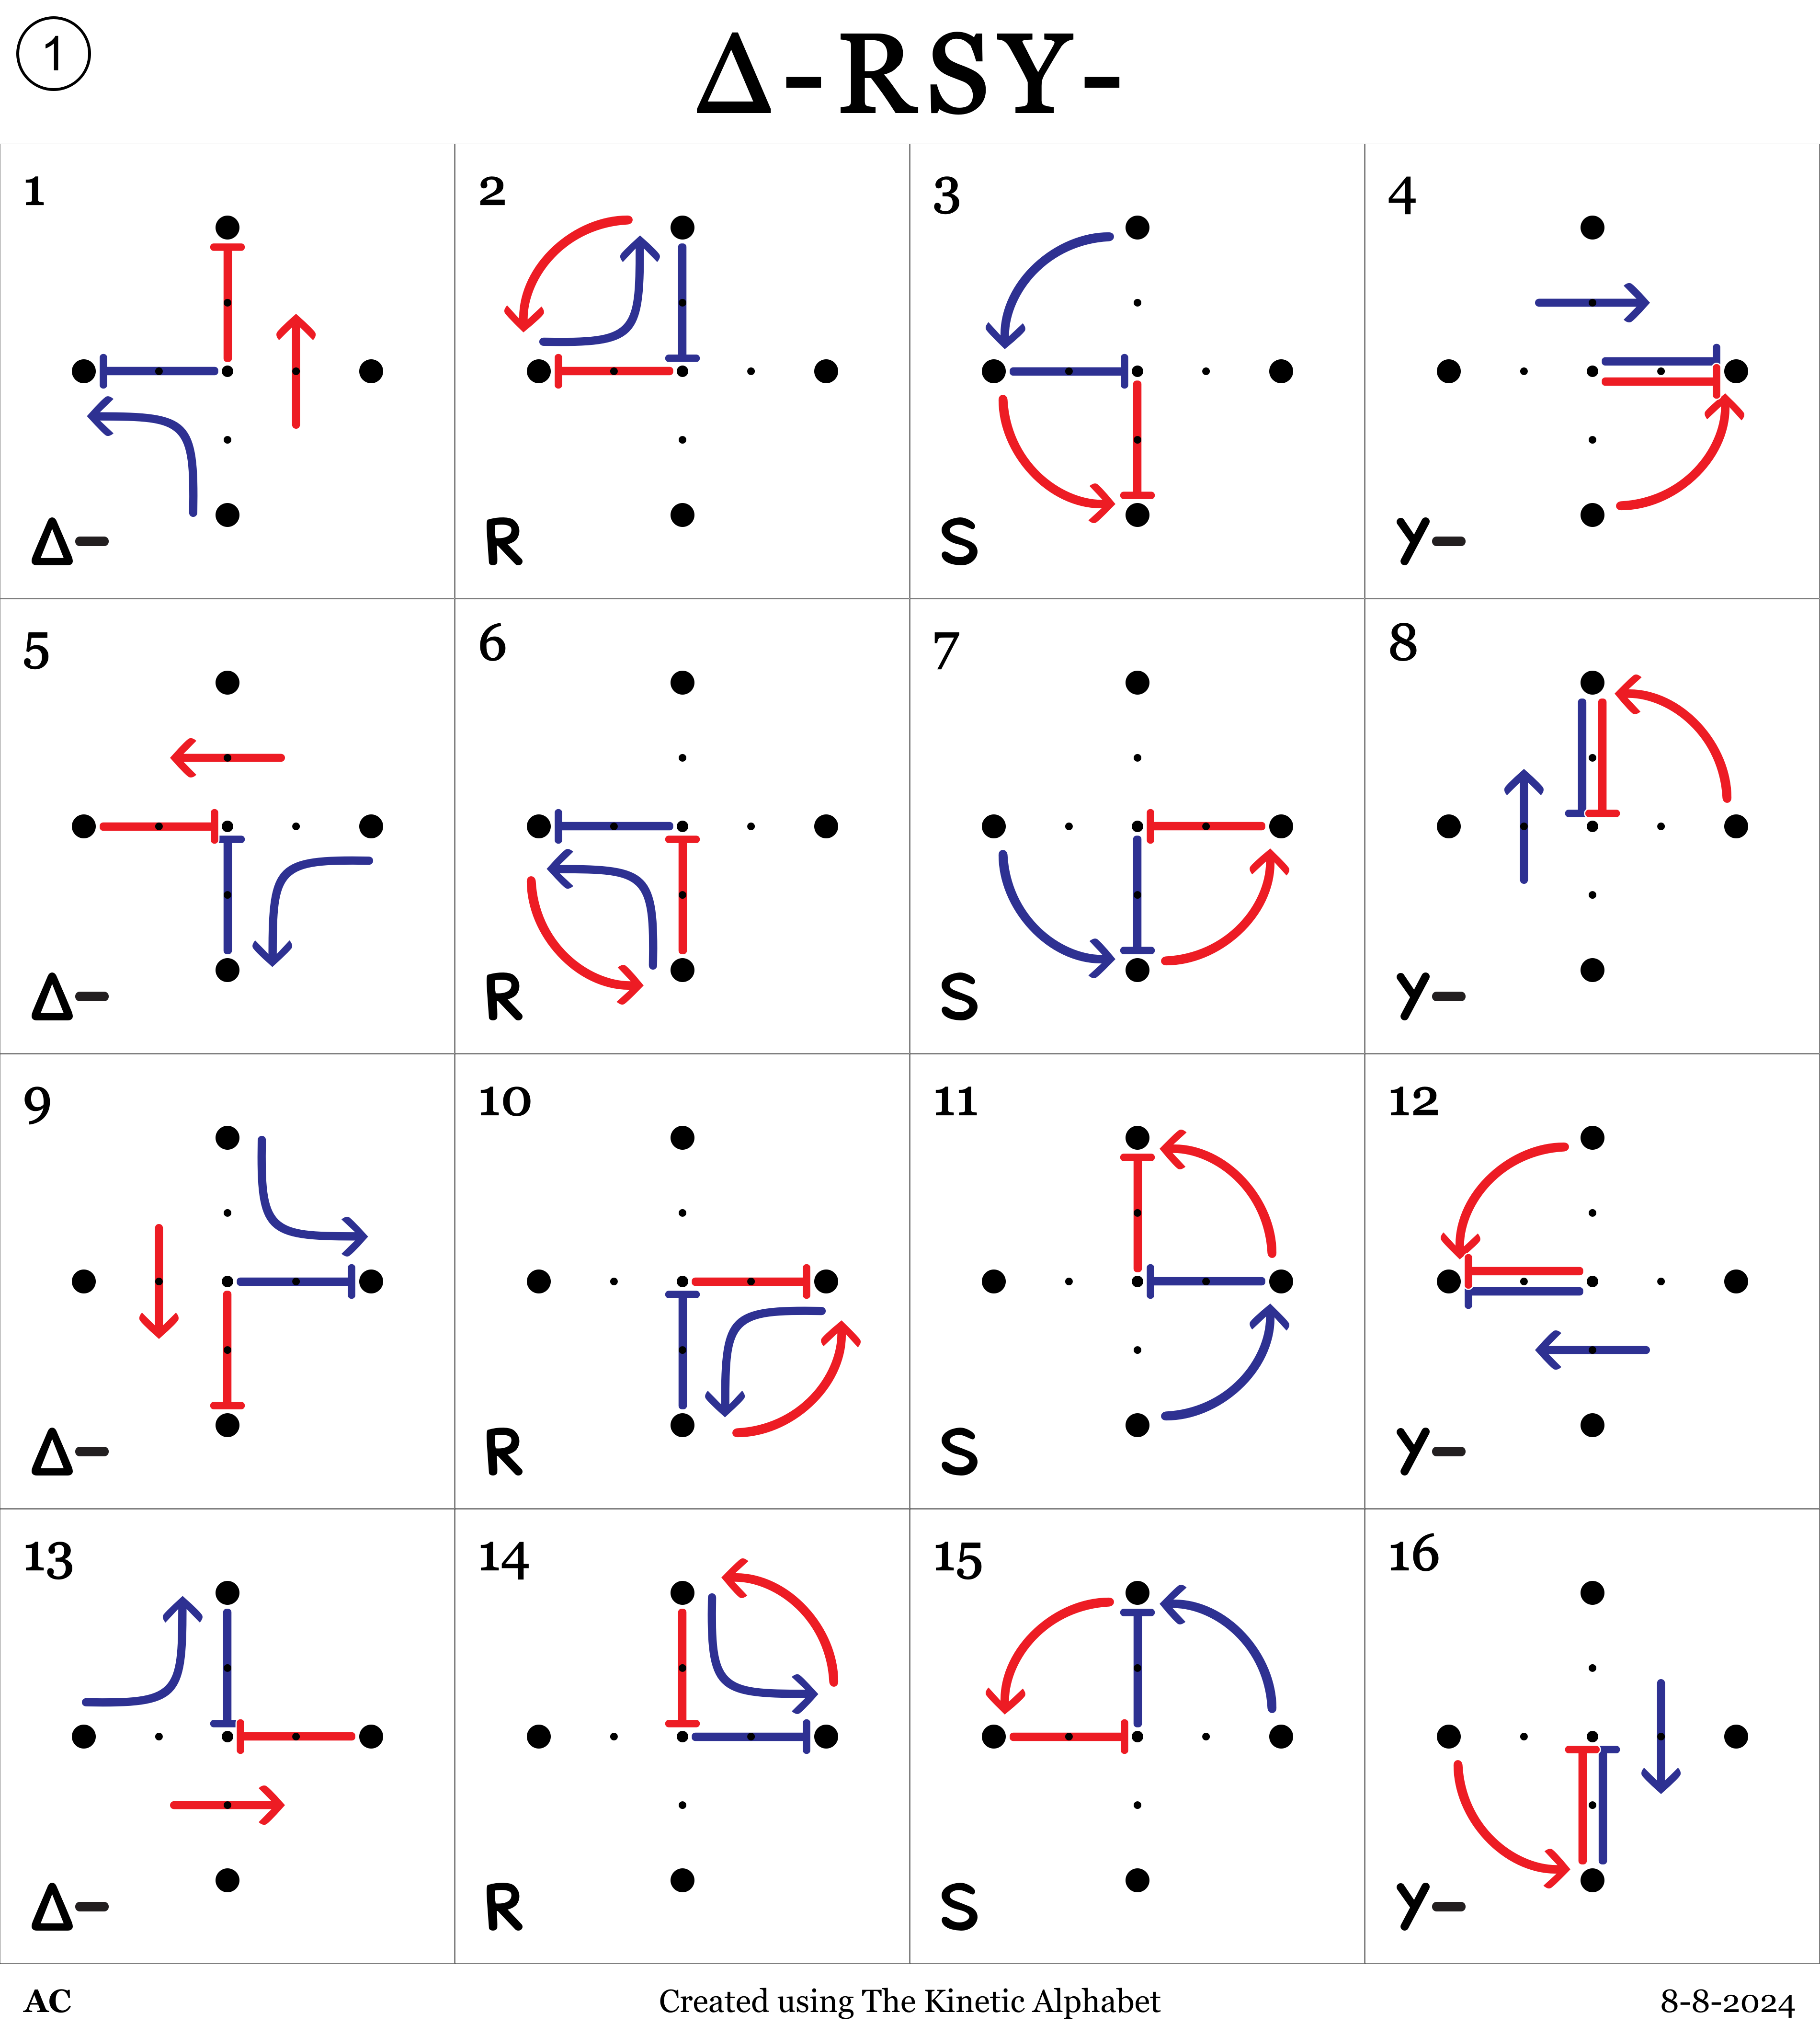 1
Δ-RSY-
1 2 3 4
Δ- R S Y-
5 6 7 8
Δ- R S Y-
9 10 11 12
Δ- R S Y-
13 14 15 16
Δ- R S Y-
AC Created using The Kinetic Alphabet 8-8-2024